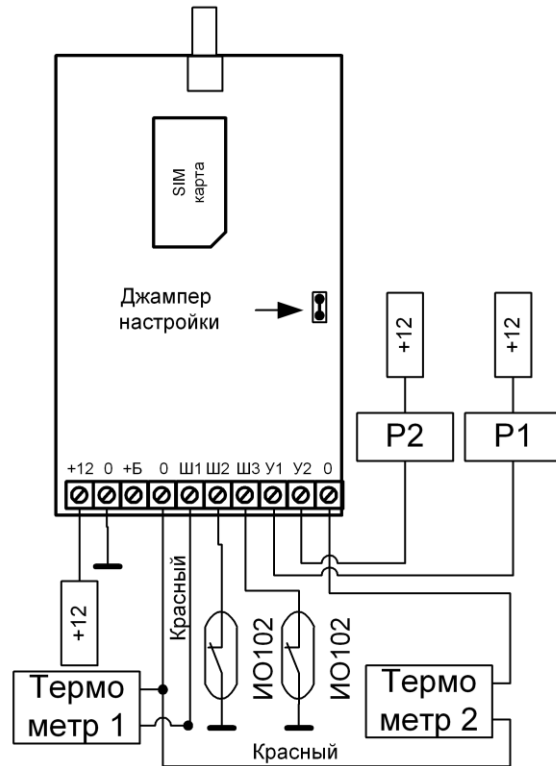 SIM
карта
Джампер
настройки
+12
+12
P2
P1
+12 0 +Б 0 Ш1 Ш2 Ш3 У1 У2 0
+12
Красный
ИО102
ИО102
Термо
метр 1
Термо
метр 2
Красный